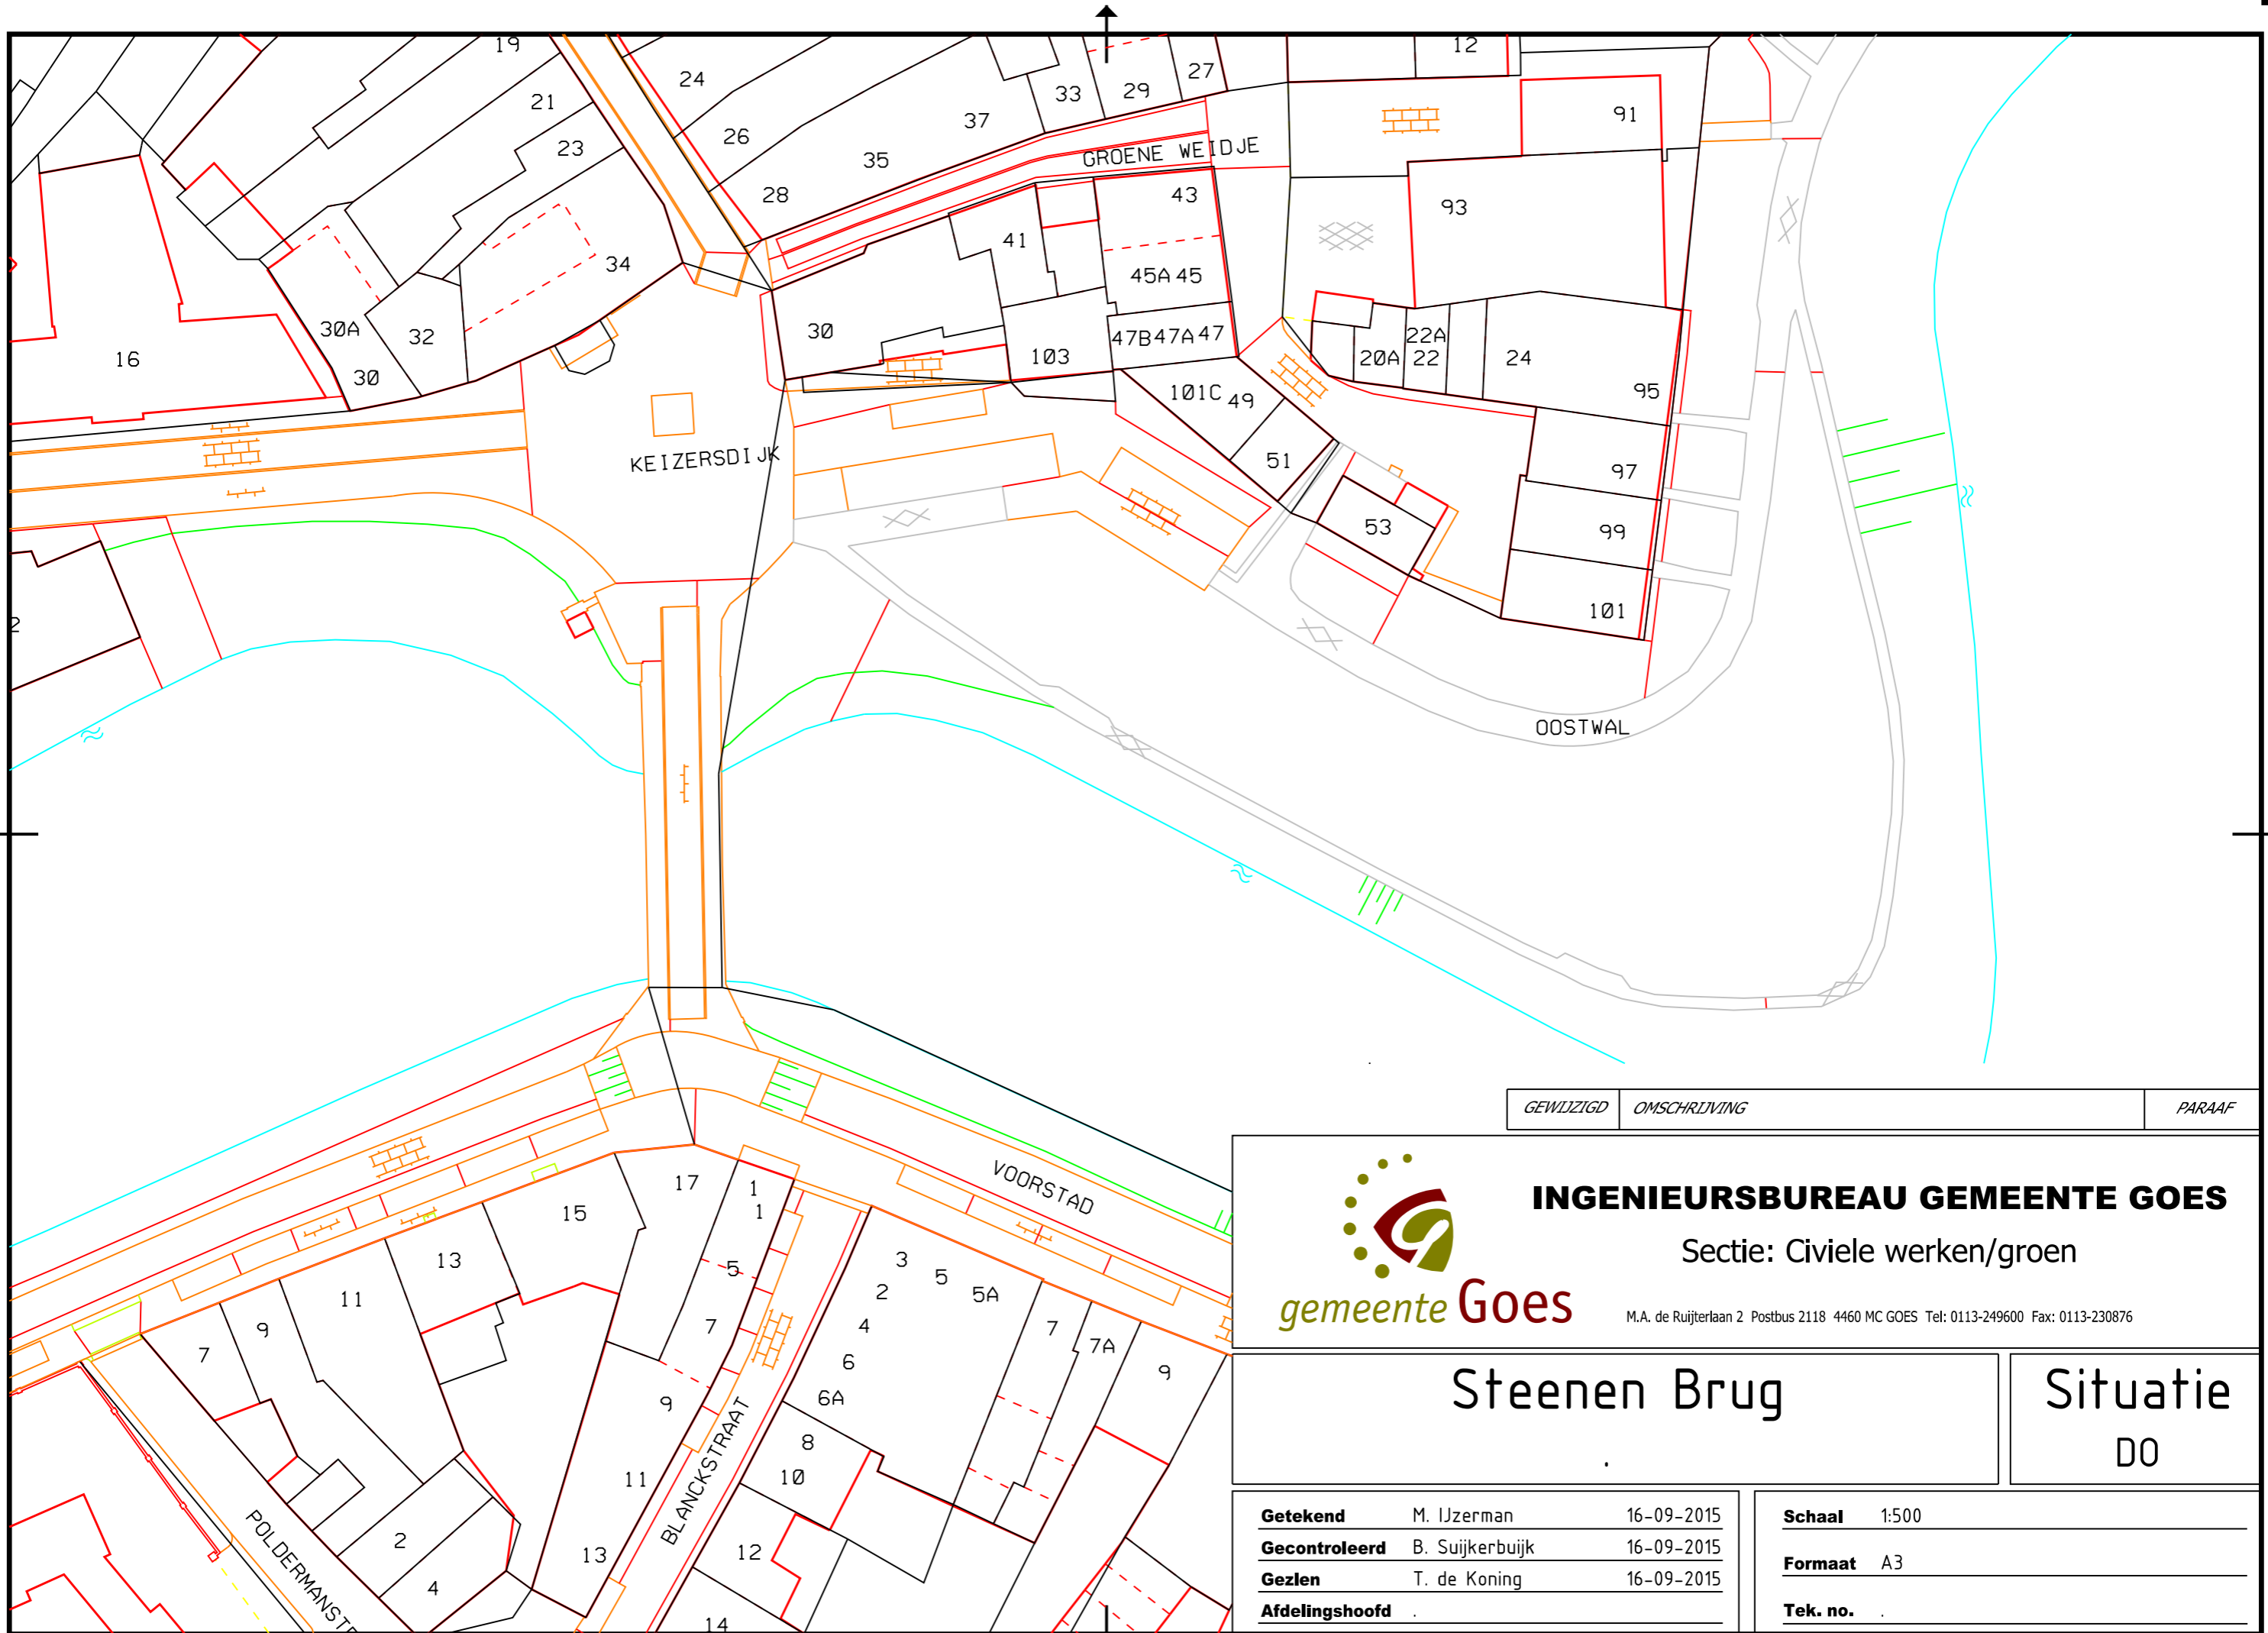 19
24
12
27
21
33
29
91
26
37
23
GROENE WEIDJE
35
28
43
93
41
34
45A 45
30A
32
30
47B 47A 47
22A
16
103
20A
22
24
30
101C
49
95
KEIZERSDIJK
51
97
53
99
101
2
OOSTWAL
GEWIJZIGD OMSCHRIJVING PARAAF
VOORSTAD
17
1
1
15
INGENIEURSBUREAU GEMEENTE GOES
Sectie: Civiele werken/groen
gemeente Goes
M.A. de Ruijterlaan 2 Postbus 2118 4460 MC GOES Tel: 0113-249600 Fax: 0113-230876
13
3
5
5
5A
2
11
7
4
7
9
7
7A
6
9
6A
9
8
10
11
BLANCKSTRAAT
Steenen Brug
.
Situatie
DO
2
12
13
4
14
POLDERMANSTR
Getekend M. IJzerman 16-09-2015
Gecontroleerd B. Suijkerbuijk 16-09-2015
Gezlen T. de Koning 16-09-2015
Afdelingshoofd .
Schaal 1:500
Formaat A3
Tek. no. .